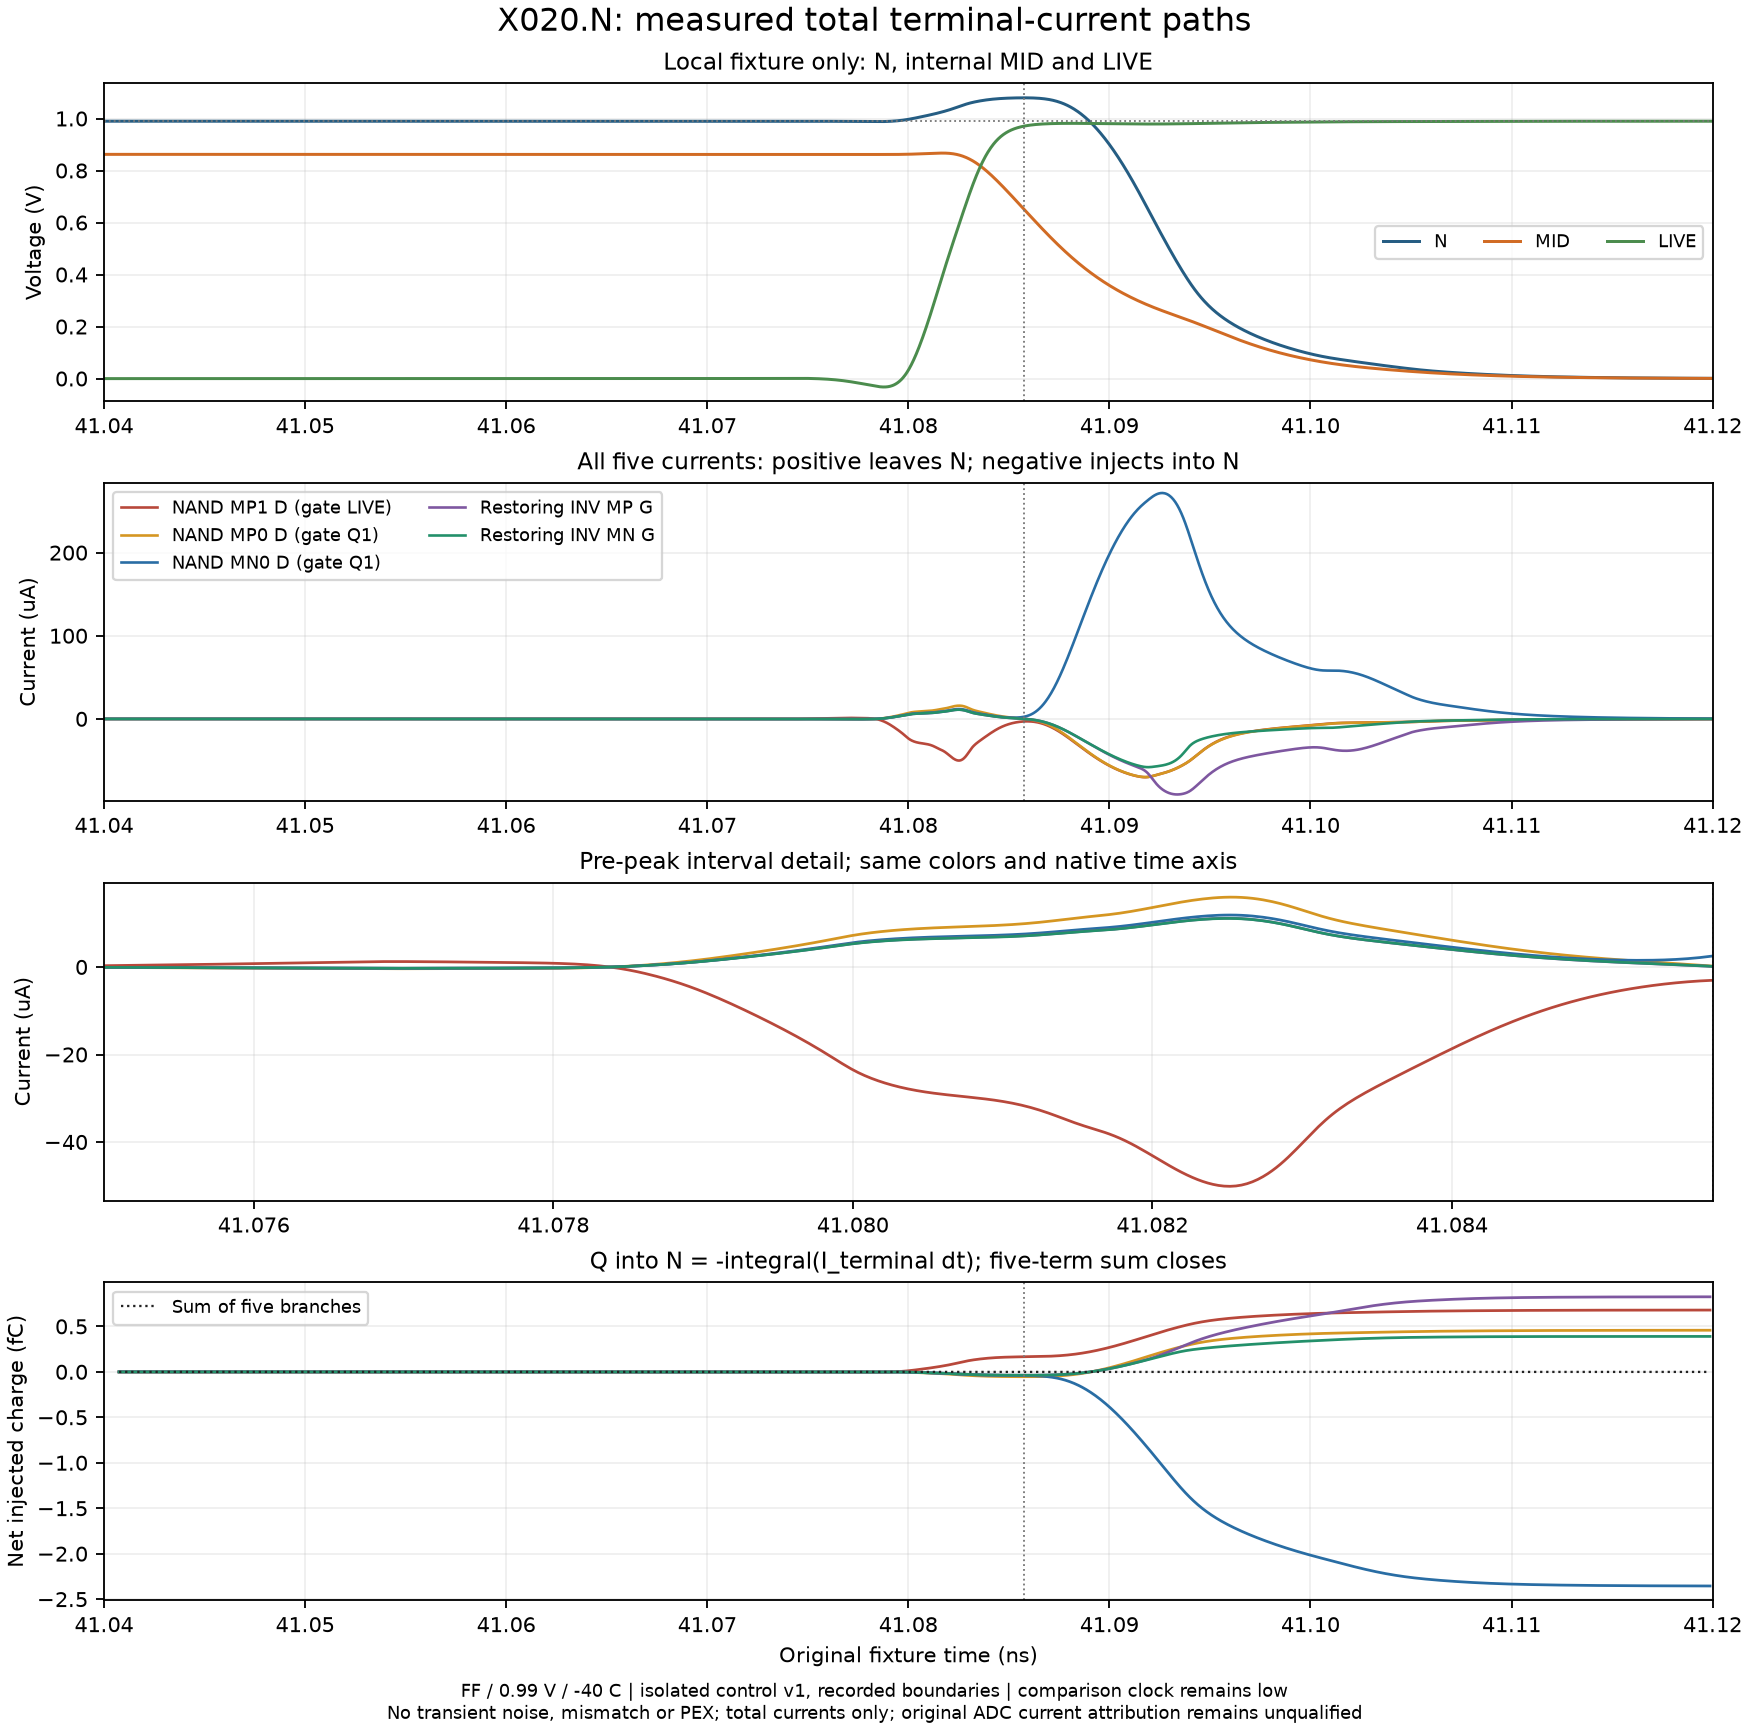 X020.N: measured total terminal-current paths
Local fixture only: N, internal MID and LIVE
Voltage (V)
1.0
0.8
0.6
0.4
0.2
0.0
N MID LIVE
41.04 41.05 41.06 41.07 41.08 41.09 41.10 41.11 41.12
All five currents: positive leaves N; negative injects into N
Current (uA)
200
100
0
NAND MP1 D (gate LIVE)
NAND MP0 D (gate Q1)
NAND MN0 D (gate Q1)
Restoring INV MP G
Restoring INV MN G
41.04 41.05 41.06 41.07 41.08 41.09 41.10 41.11 41.12
Pre-peak interval detail; same colors and native time axis
Current (uA)
0
−20
−40
41.076 41.078 41.080 41.082 41.084
Q into N = -integral(I_terminal dt); five-term sum closes
Net injected charge (fC)
0.5
0.0
−0.5
−1.0
−1.5
−2.0
−2.5
Sum of five branches
41.04 41.05 41.06 41.07 41.08 41.09 41.10 41.11 41.12
Original fixture time (ns)
FF / 0.99 V / -40 C | isolated control v1, recorded boundaries | comparison clock remains low
No transient noise, mismatch or PEX; total currents only; original ADC current attribution remains unqualified